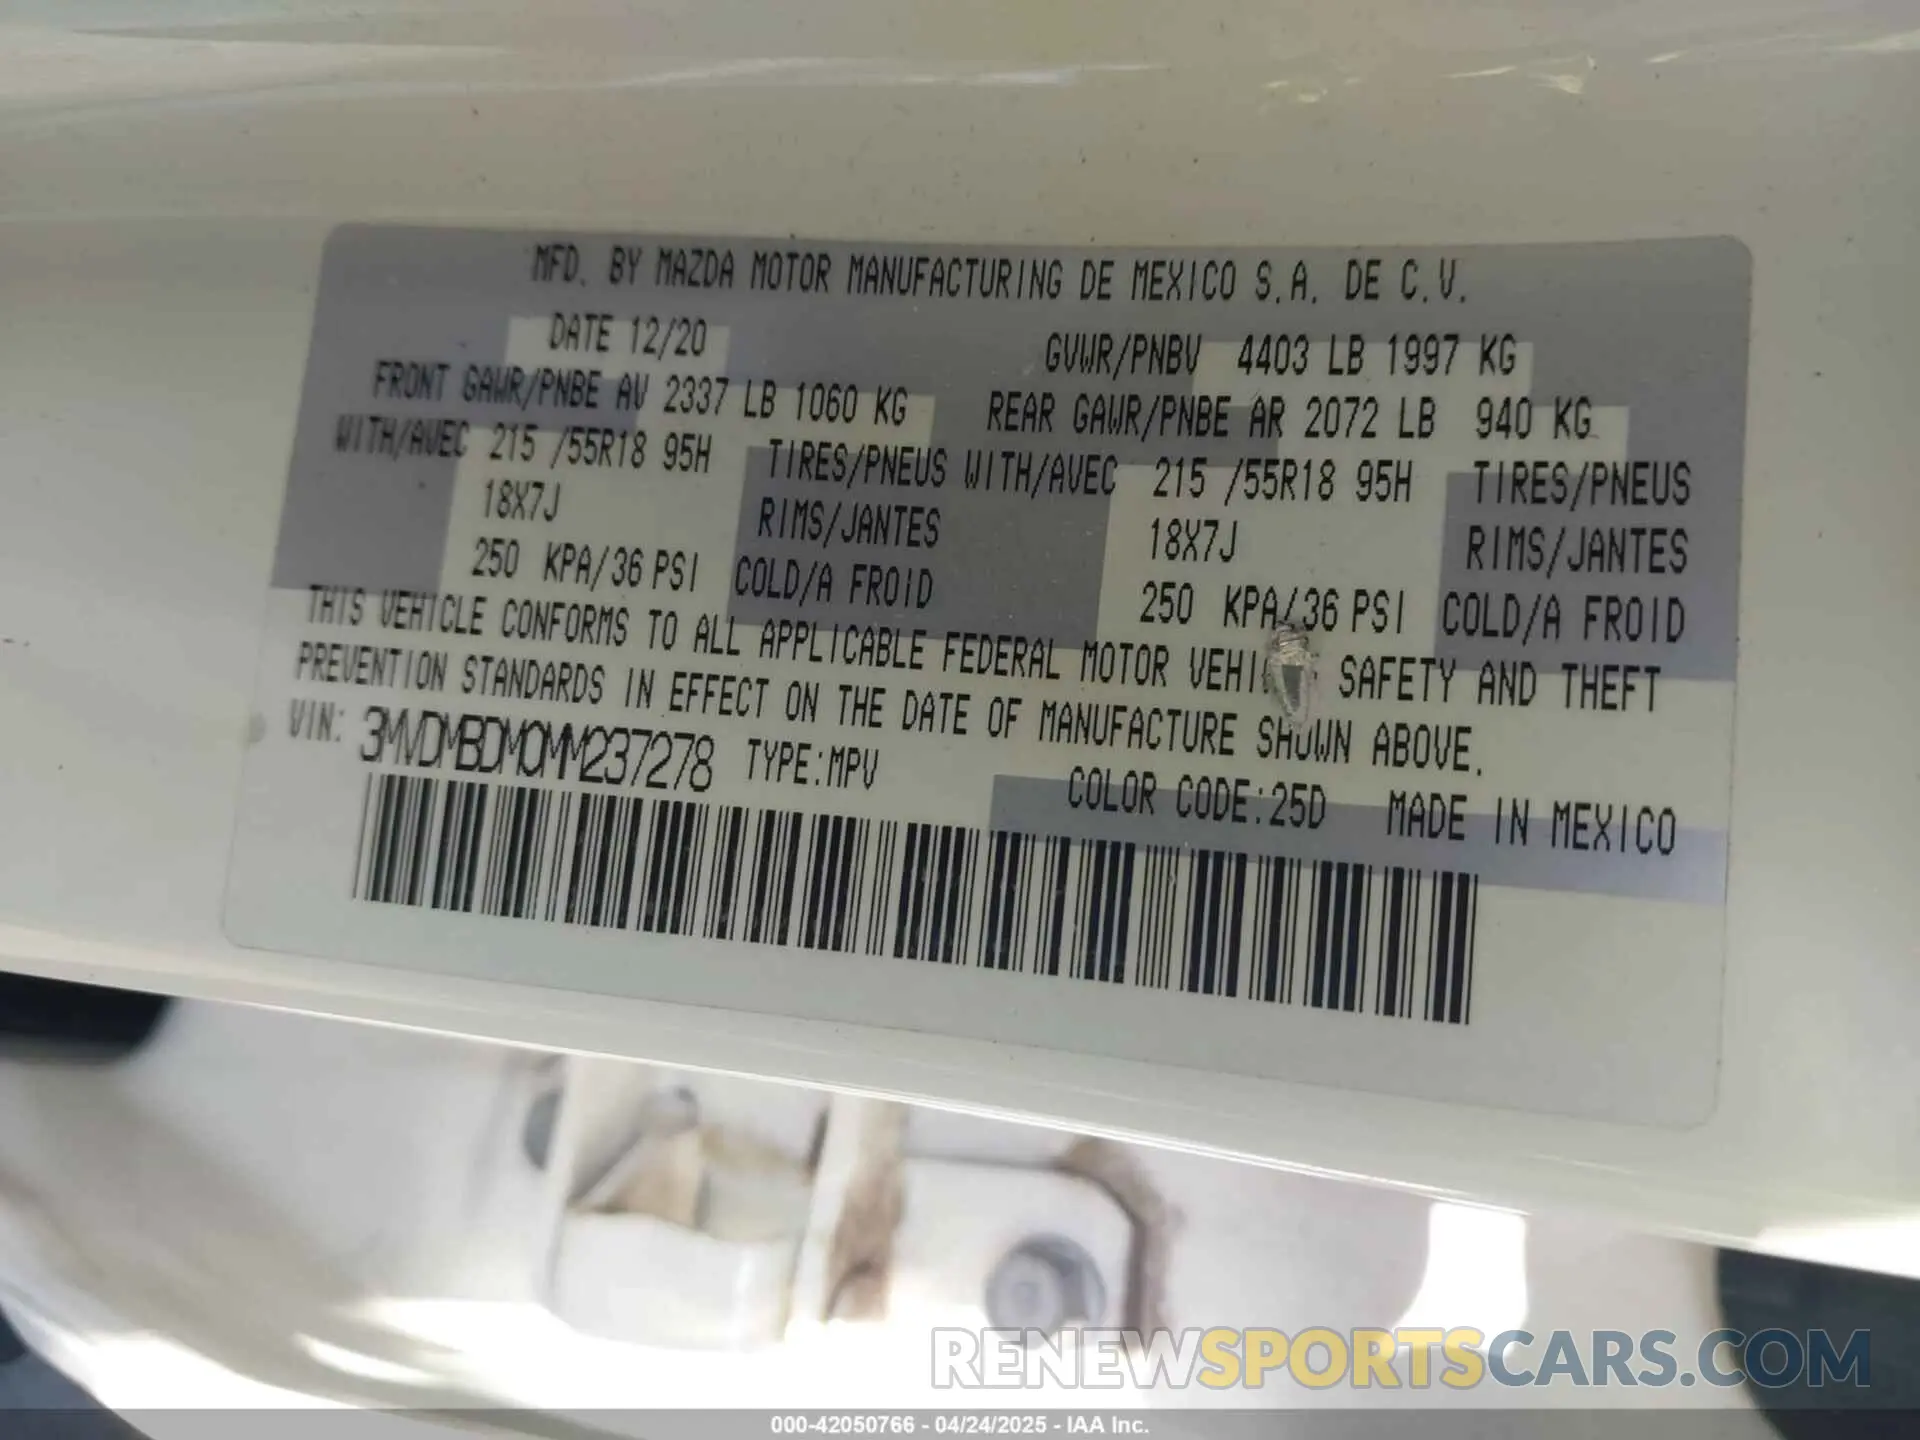 MFD. BY MAZDA MOTOR MANUFACTURING DE MEXICO S.A. DE C.V.
DATE 12/20 GVWR/PNBV 4403 LB 1997 KG
FRONT GAWR/PNBE AV 2337 LB 1060 KG REAR GAWR/PNBE AR 2072 LB 940 KG
WITH/AVEC 215 /55R18 95H TIRES/PNEUS WITH/AVEC 215 /55R18 95H TIRES/PNEUS
18X7J RIMS/JANTES 18X7J RIMS/JANTES
250 KPA/36 PSI COLD/A FROID 250 KPA/36 PSI COLD/A FROID
THIS VEHICLE CONFORMS TO ALL APPLICABLE FEDERAL MOTOR VEHICLE SAFETY AND THEFT
PREVENTION STANDARDS IN EFFECT ON THE DATE OF MANUFACTURE SHOWN ABOVE.
VIN: 3MVDMBDM0MM237278 TYPE:MPV COLOR CODE:25D MADE IN MEXICO
RENEWSPORTSCARS.COM
000-42050766 - 04/24/2025 - IAA Inc.